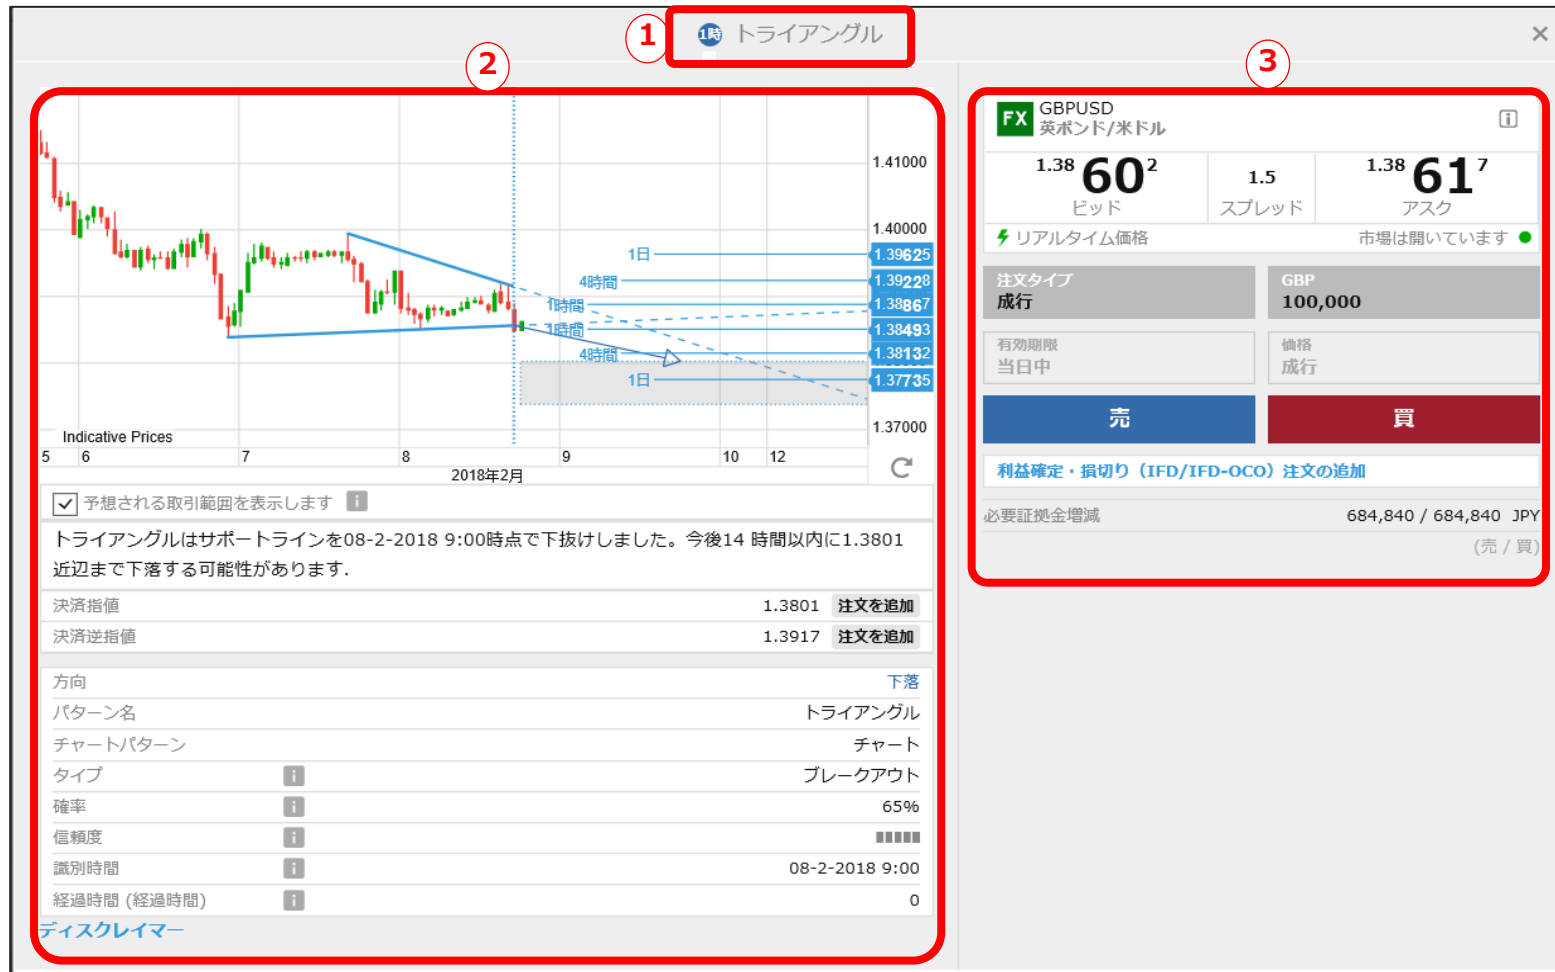 ① 1時 トライアングル
×
②
1.41000
1.40000
1日 1.39625
4時間 1.39228
1時間 1.38867
1時間 1.38493
4時間 1.38132
1日 1.37735
1.37000
Indicative Prices
5 6 7 8 9 10 12
2018年2月
予想される取引範囲を表示します i
トライアングルはサポートラインを08-2-2018 9:00時点で下抜けしました。今後14 時間以内に1.3801
近辺まで下落する可能性があります.
決済指値 1.3801 注文を追加
決済逆指値 1.3917 注文を追加
方向 下落
パターン名 トライアングル
チャートパターン チャート
タイプ i ブレークアウト
確率 i 65%
信頼度 i
識別時間 i 08-2-2018 9:00
経過時間 (経過時間) i 0
ディスクレイマー
③
FX GBPUSD i
英ポンド/米ドル
1.38 60 2 1.5 1.38 61 7
ビッド スプレッド アスク
リアルタイム価格 市場は開いています
注文タイプ GBP
成行 100,000
有効期限 価格
当日中 成行
売 買
利益確定・損切り（IFD/IFD-OCO）注文の追加
必要証拠金増減 684,840 / 684,840 JPY
(売 / 買)